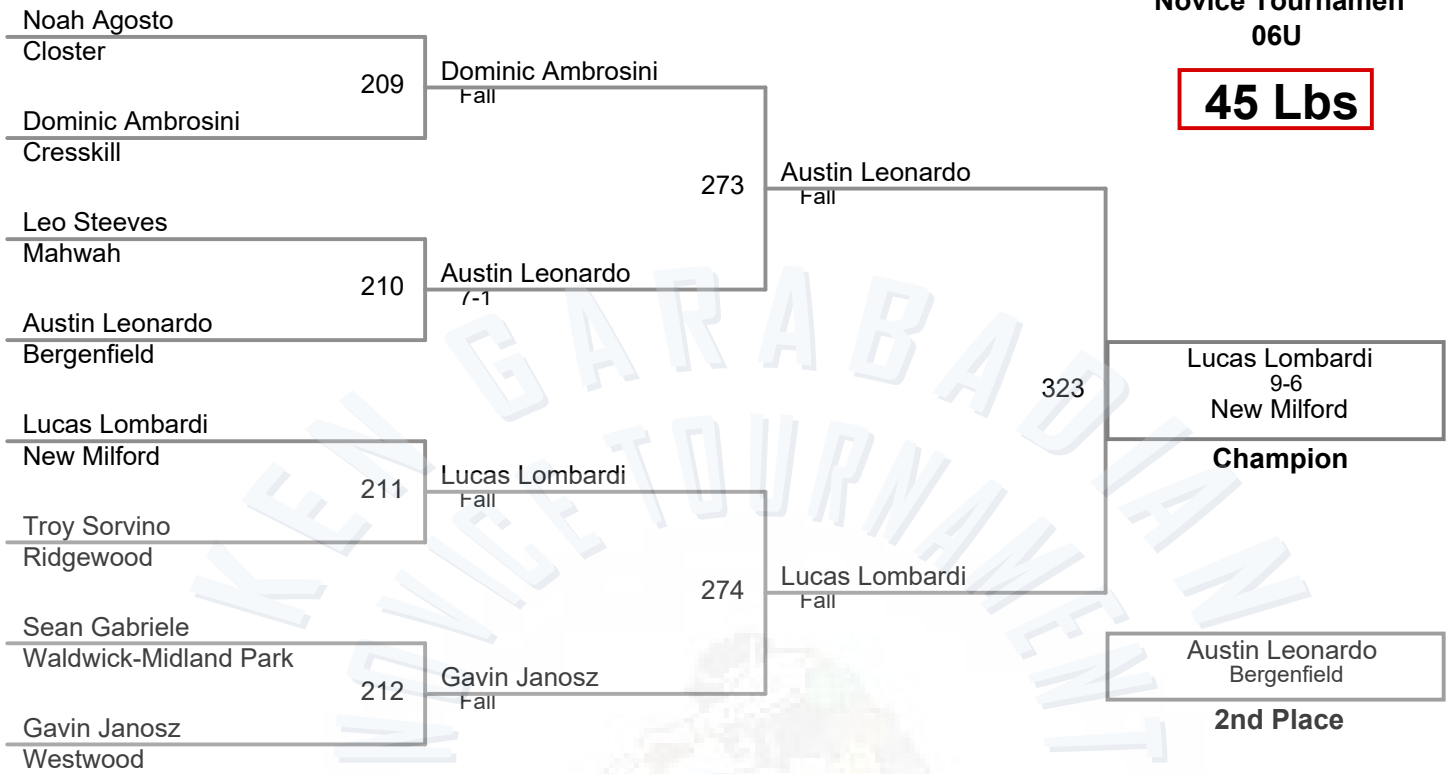 Novice Tournamen
06U
45 Lbs
Noah Agosto
Closter
209
Dominic Ambrosini
Cresskill
Dominic Ambrosini
Fall
Leo Steeves
Mahwah
210
Austin Leonardo
Bergenfield
Austin Leonardo
7-1
273
Austin Leonardo
Fall
Lucas Lombardi
New Milford
211
Troy Sorvino
Ridgewood
Lucas Lombardi
Fall
Sean Gabriele
Waldwick-Midland Park
212
Gavin Janosz
Westwood
Gavin Janosz
Fall
274
Lucas Lombardi
Fall
323
Lucas Lombardi
9-6
New Milford
Champion
Austin Leonardo
Bergenfield
2nd Place
KEN GARABADIAN
NOVICE TOURNAMENT